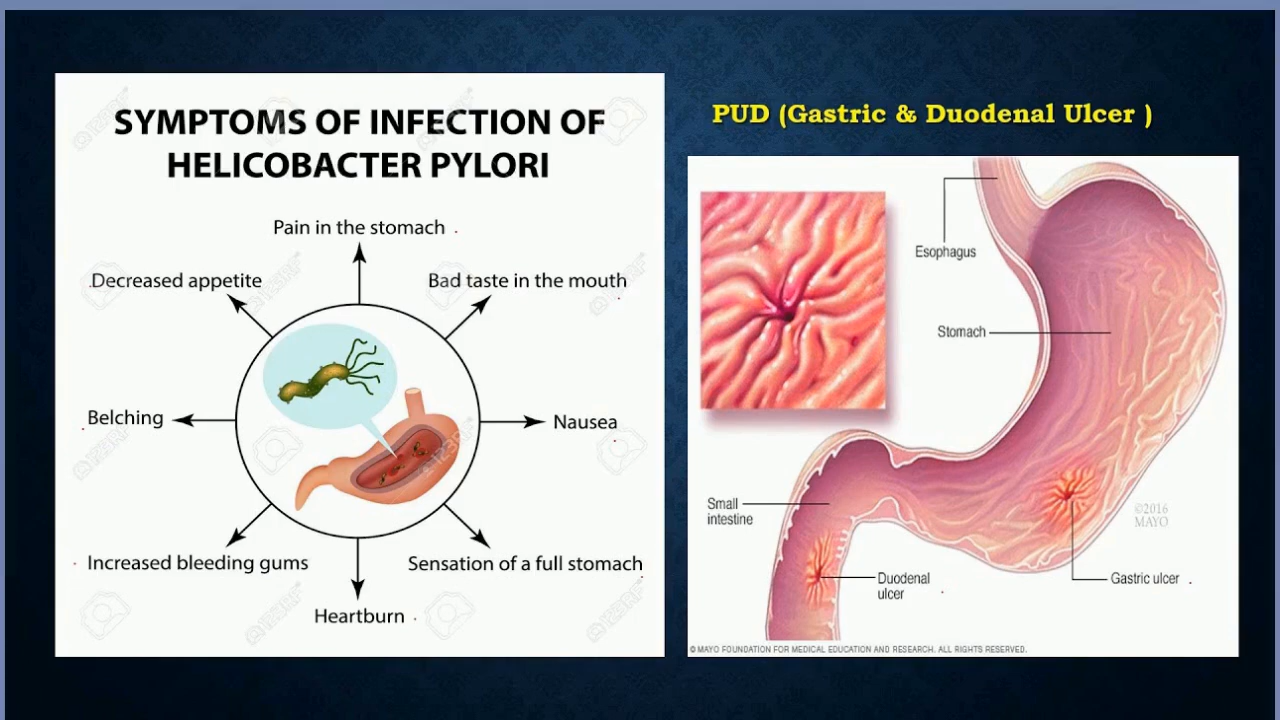 SYMPTOMS OF INFECTION OF
HELICOBACTER PYLORI
Pain in the stomach
Decreased appetite
Bad taste in the mouth
Belching
Nausea
Increased bleeding gums
Sensation of a full stomach
Heartburn
PUD (Gastric & Duodenal Ulcer )
Esophagus
Stomach
Small
intestine
©2016
MAYO
Duodenal
ulcer
Gastric ulcer
© MAYO FOUNDATION FOR MEDICAL EDUCATION AND RESEARCH. ALL RIGHTS RESERVED.